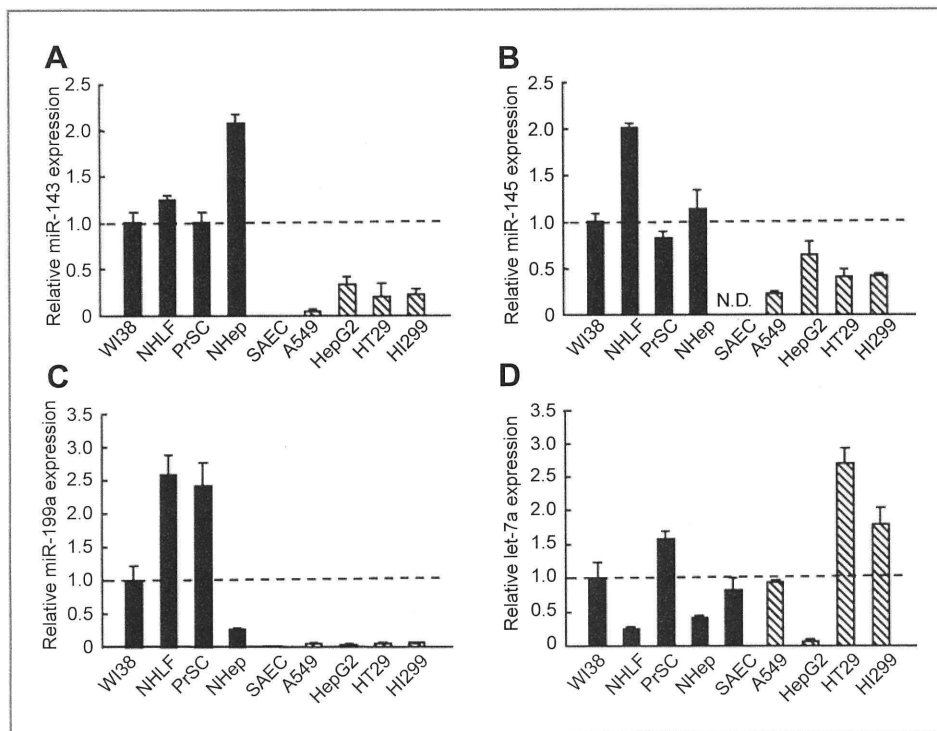 A
Relative miR-143 expression
2.5
2.0
1.5
1.0
0.5
0
WI38
NHLF
PrSC
NHep
SAEC
A549
HepG2
HT29
HI299
B
Relative miR-145 expression
2.5
2.0
1.5
1.0
0.5
0
N.D.
WI38
NHLF
PrSC
NHep
SAEC
A549
HepG2
HT29
HI299
C
Relative miR-199a expression
3.5
3.0
2.5
2.0
1.5
1.0
0.5
0
WI38
NHLF
PrSC
NHep
SAEC
A549
HepG2
HT29
HI299
D
Relative let-7a expression
3.5
3.0
2.5
2.0
1.5
1.0
0.5
0
WI38
NHLF
PrSC
NHep
SAEC
A549
HepG2
HT29
HI299